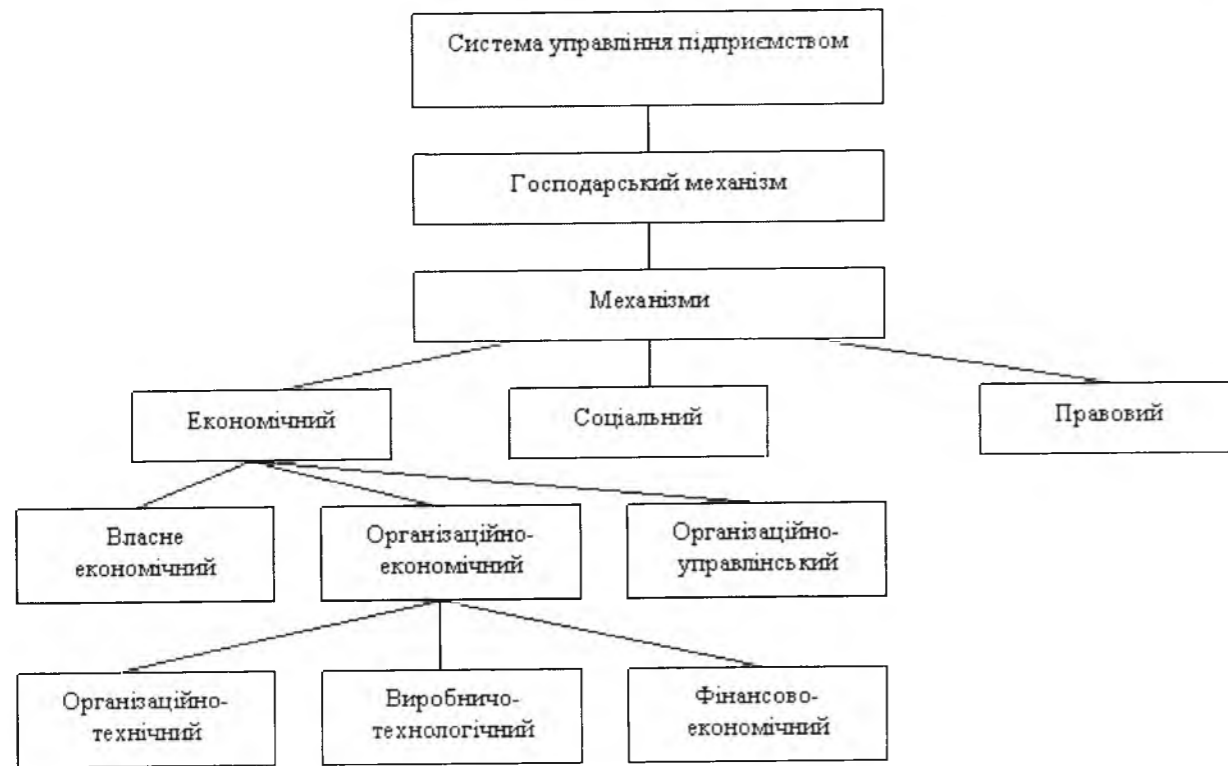 Система управління підприємством
Господарський механізм
Механізми
Економічний
Соціальний
Правовий
Власне
економічний
Організаційно-
економічний
Організаційно-
управлінський
Організаційно-
технічний
Виробничо-
технологічний
Фінансово-
економічний